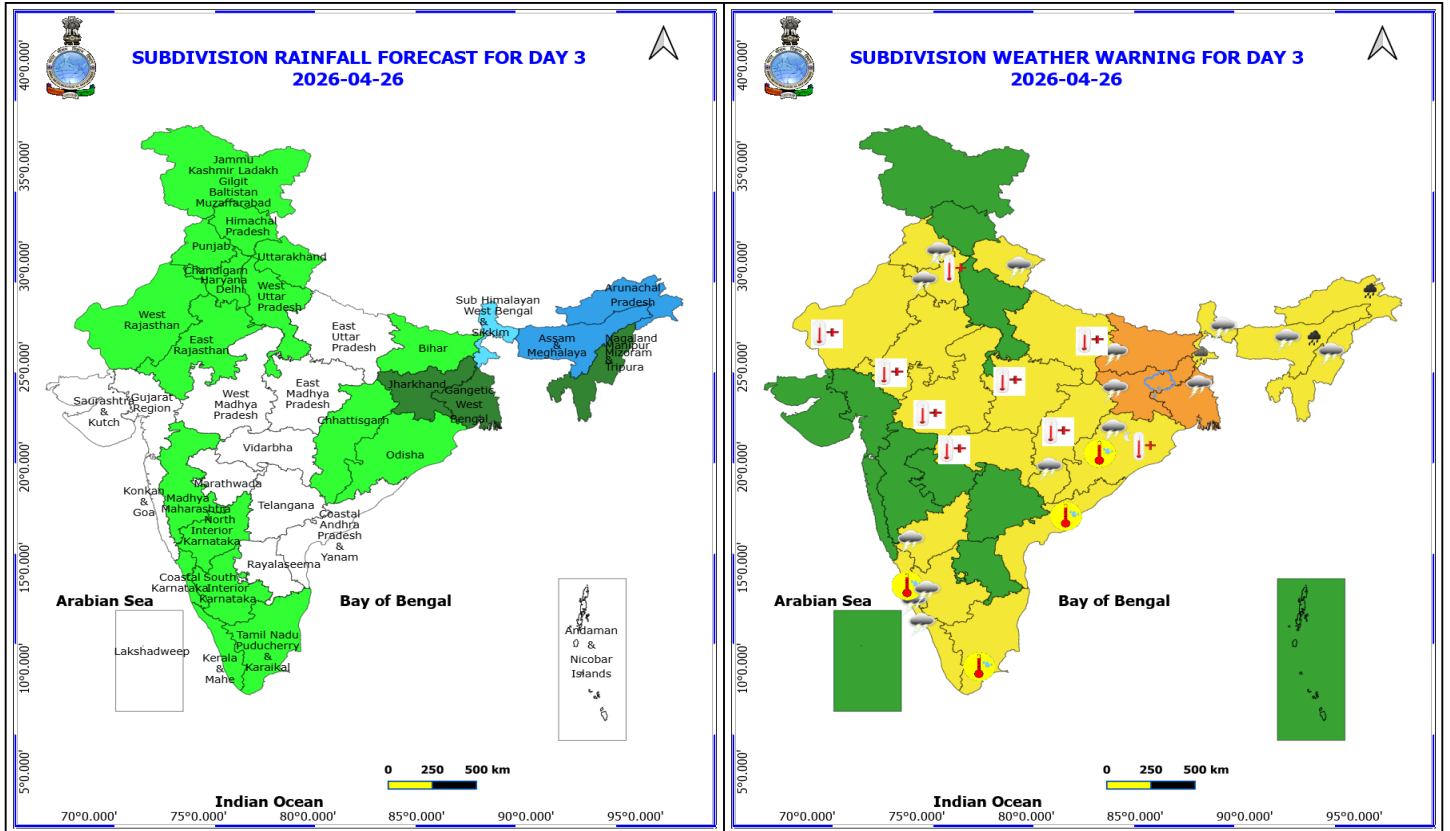 SUBDIVISION RAINFALL FORECAST FOR DAY 3
2026-04-26
40°0.000'
35°0.000'
30°0.000'
25°0.000'
20°0.000'
15°0.000'
10°0.000'
5°0.000'
Jammu
Kashmir Ladakh
Gilgit
Baltistan
Muzaffarabad
Himachal
Pradesh
Punjab
Uttarakhand
Chandigarh
Haryana
Delhi
West
Uttar
Pradesh
West
Rajasthan
East
Rajasthan
East
Uttar
Pradesh
Bihar
Sub Himalayan
West Bengal
&
Sikkim
Arunachal
Pradesh
Assam
&
Meghalaya
Nagaland
Manipur
Mizoram
&
Tripura
Jharkhand
Gangetic
West
Bengal
Saurashtra
&
Kutch
Gujarat
Region
West
Madhya
Pradesh
East
Madhya
Pradesh
Chhattisgarh
Odisha
Vidarbha
Konkan
&
Goa
Madhya
Maharashtra
Marathwada
Telangana
North
Interior
Karnataka
Coastal
Andhra
Pradesh
&
Yanam
Rayalaseema
Coastal
Karnataka
South
Interior
Karnataka
Arabian Sea
Bay of Bengal
Lakshadweep
Kerala
&
Mahe
Tamil Nadu
Puducherry
&
Karaikal
Andaman
&
Nicobar
Islands
0 250 500 km
Indian Ocean
70°0.000' 75°0.000' 80°0.000' 85°0.000' 90°0.000' 95°0.000'
SUBDIVISION WEATHER WARNING FOR DAY 3
2026-04-26
40°0.000'
35°0.000'
30°0.000'
25°0.000'
20°0.000'
15°0.000'
10°0.000'
5°0.000'
Arabian Sea
Bay of Bengal
0 250 500 km
Indian Ocean
70°0.000' 75°0.000' 80°0.000' 85°0.000' 90°0.000' 95°0.000'